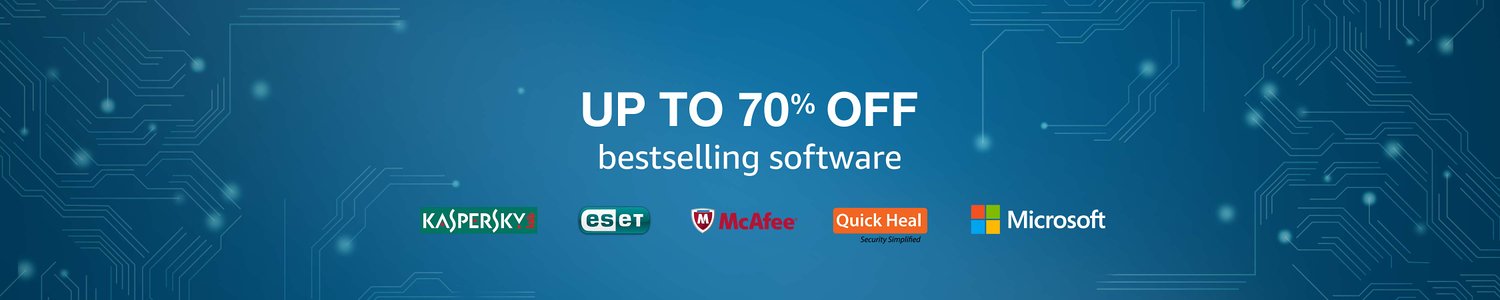 UP TO 70% OFF
bestselling software
KASPERSKY
eseT
M McAfee
Quick Heal
Security Simplified
Microsoft